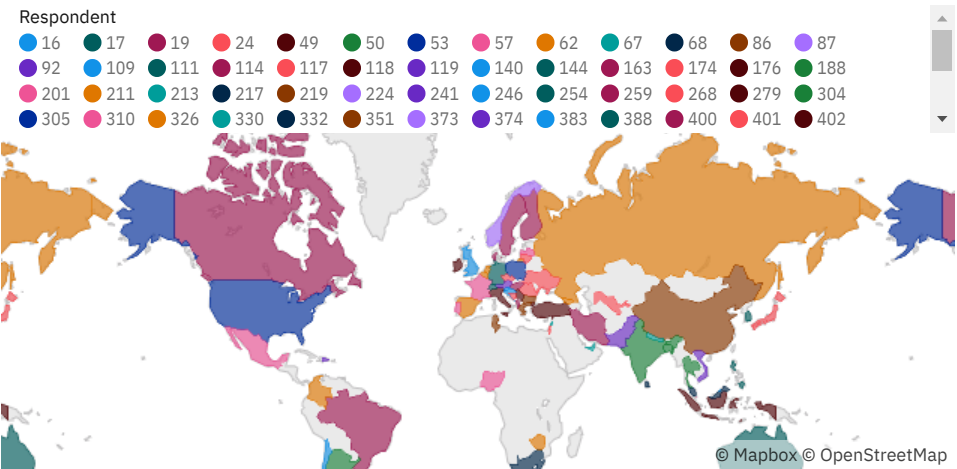 Respondent
16 17 19 24 49 50 53 57 62 67 68 86 87
92 109 111 114 117 118 119 140 144 163 174 176 188
201 211 213 217 219 224 241 246 254 259 268 279 304
305 310 326 330 332 351 373 374 383 388 400 401 402
© Mapbox © OpenStreetMap